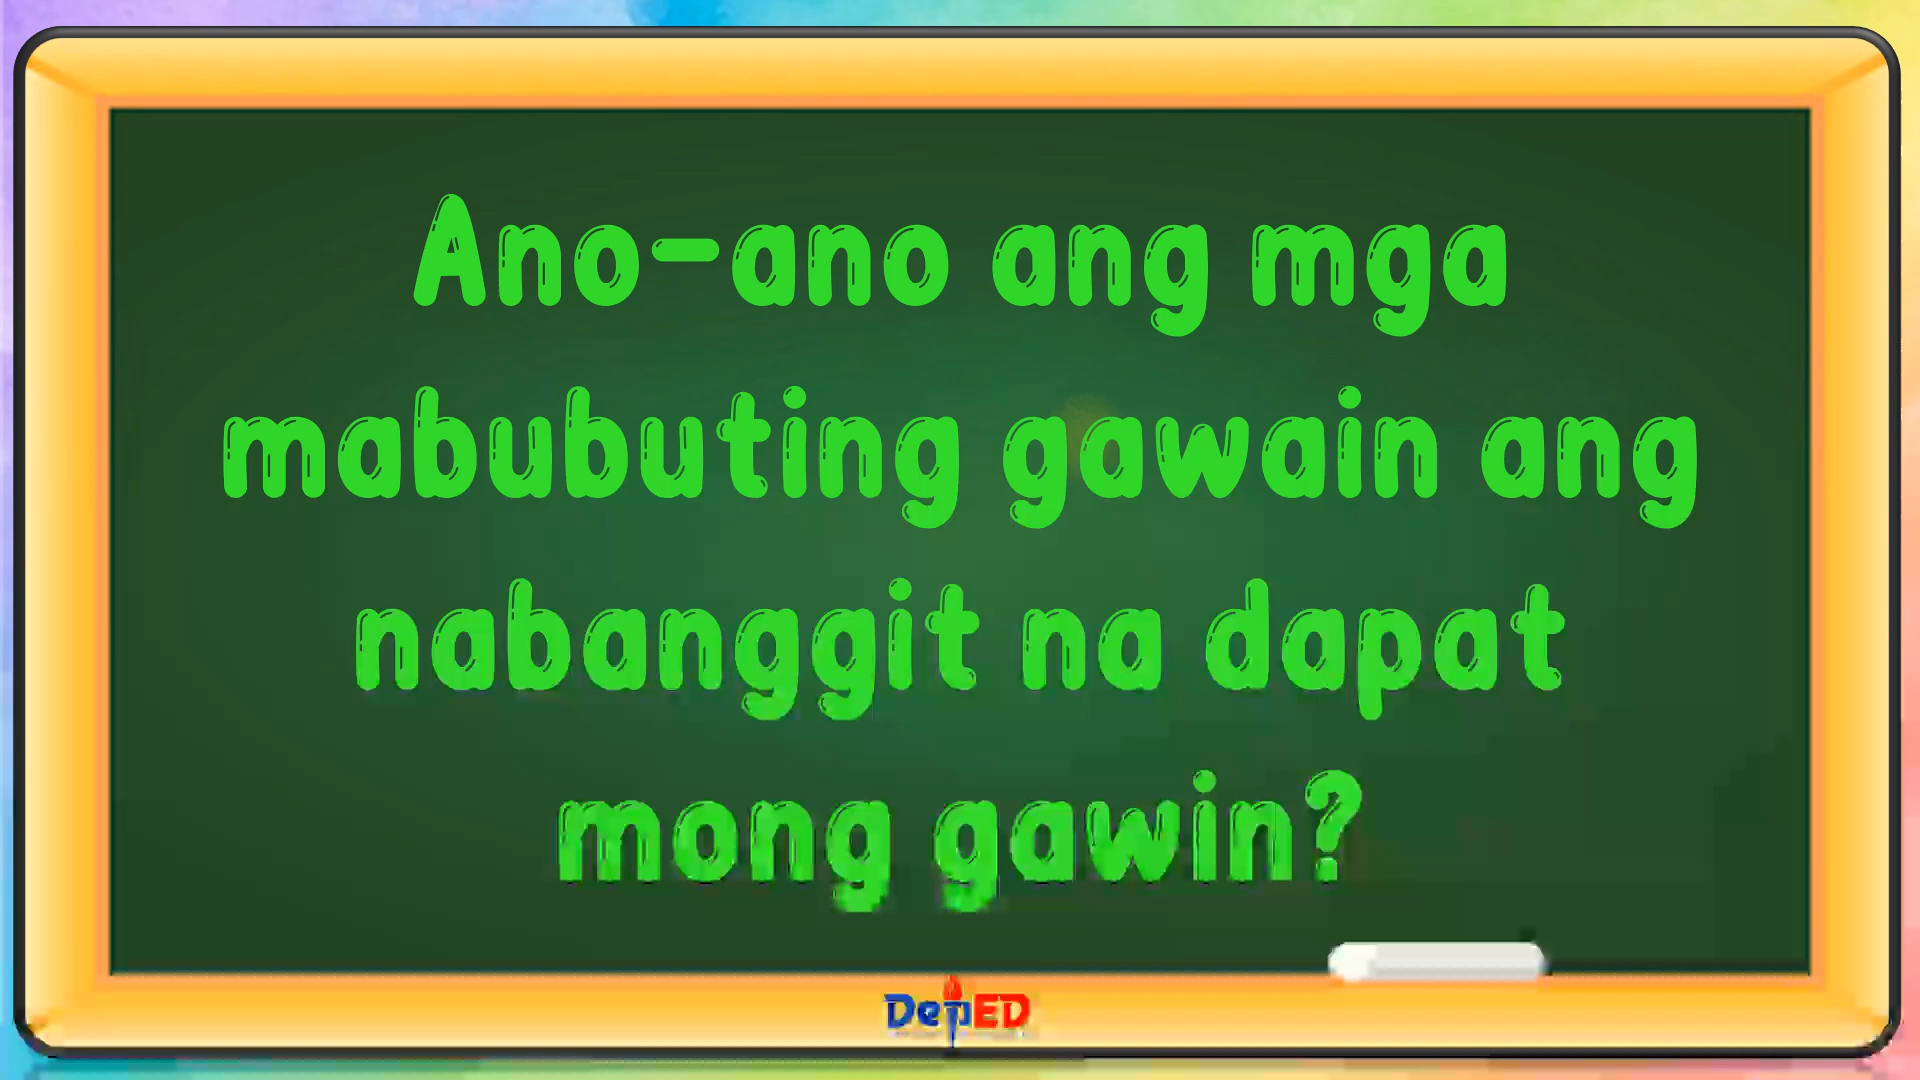 Ano-ano ang mga
mabubuting gawain ang
nabanggit na dapat
mong gawin?
DepED